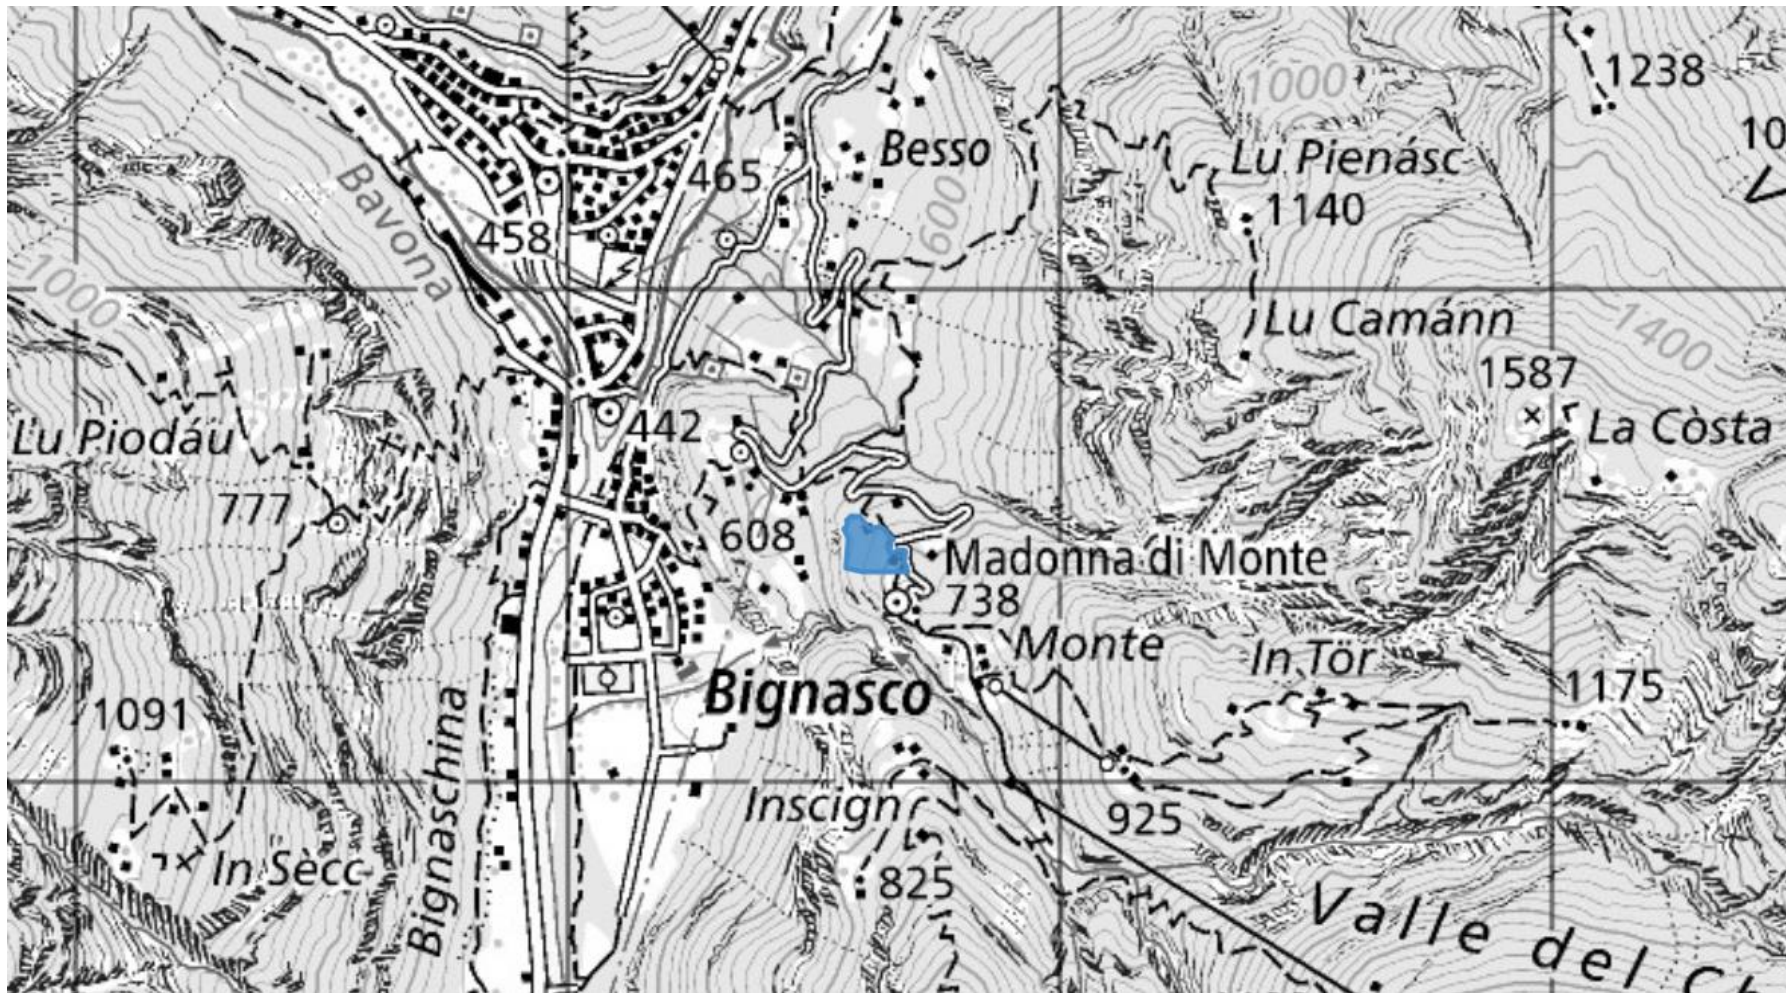 1238
1000
10
Besso
Lu Pienásc
465
1140
Bavona
458
600
1000
Lu Camánn
1400
1587
Lu Piodáu
442
La Còsta
777
608
Madonna di Monte
738
Monte
In Tör
1175
Bignasco
1091
Bignaschina
Inscign
925
In Sècc
825
Valle del Ch